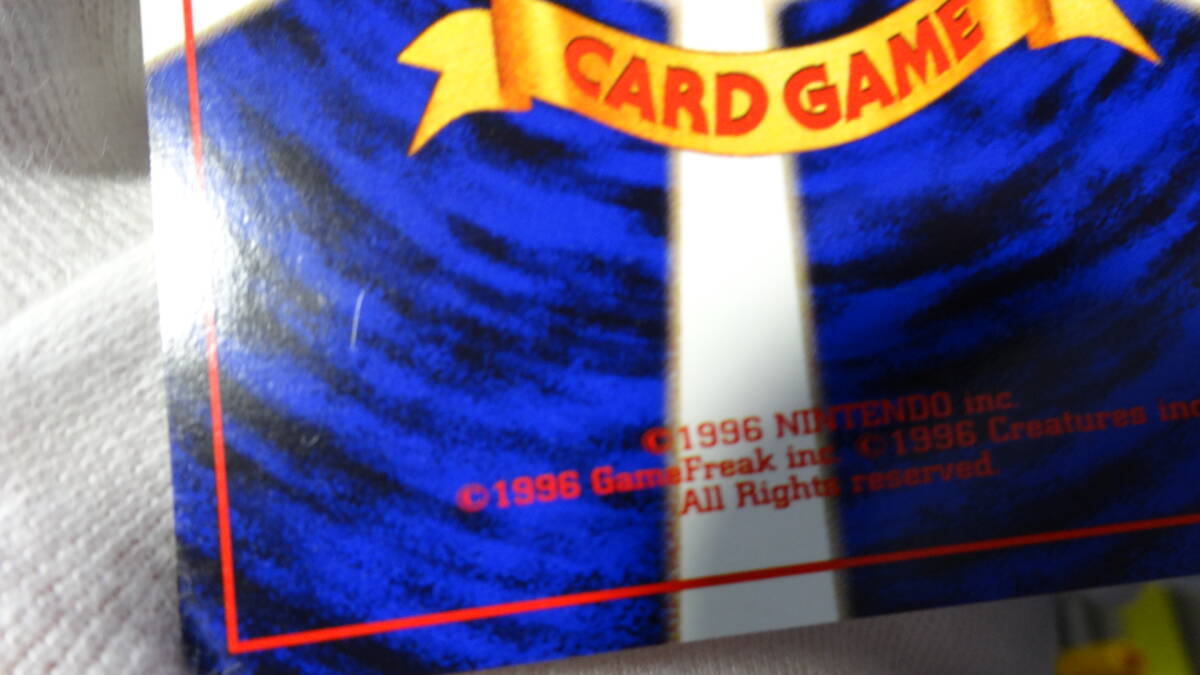 CARD GAME
©1996 NINTENDO inc.
©1996 GameFreak inc. ©1996 Creatures inc
All Rights reserved.